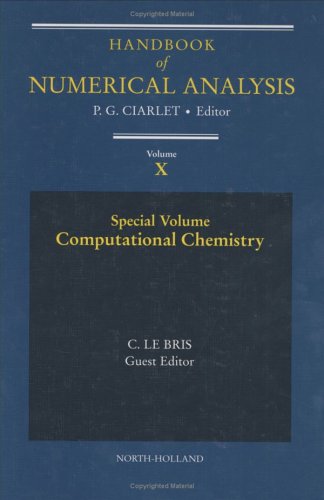 HANDBOOK
of
NUMERICAL ANALYSIS
P. G. CIARLET • Editor
Volume
X
Special Volume
Computational Chemistry
C. LE BRIS
Guest Editor
NORTH-HOLLAND